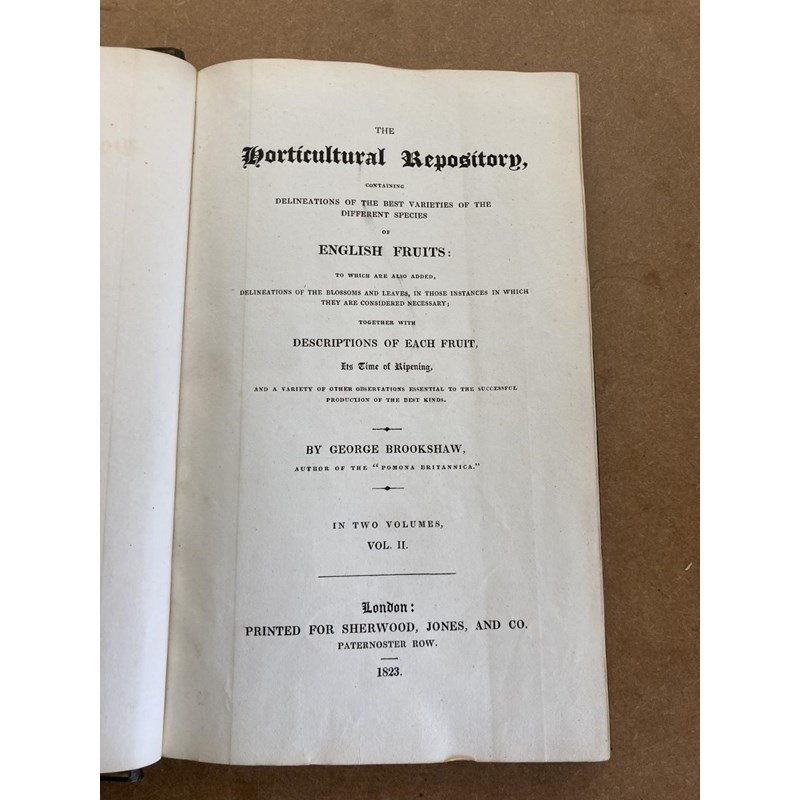 THE
Horticultural Repository,
CONTAINING
DELINEATIONS OF THE BEST VARIETIES OF THE
DIFFERENT SPECIES
OF
ENGLISH FRUITS:
TO WHICH ARE ALSO ADDED,
DELINEATIONS OF THE BLOSSOMS AND LEAVES, IN THOSE INSTANCES IN WHICH
THEY ARE CONSIDERED NECESSARY;
TOGETHER WITH
DESCRIPTIONS OF EACH FRUIT,
Its Time of Ripening,
AND A VARIETY OF OTHER OBSERVATIONS ESSENTIAL TO THE SUCCESSFUL
PRODUCTION OF THE BEST KINDS.
BY GEORGE BROOKSHAW,
AUTHOR OF THE "POMONA BRITANNICA."
IN TWO VOLUMES,
VOL. II.
London:
PRINTED FOR SHERWOOD, JONES, AND CO.
PATERNOSTER ROW.
1823.